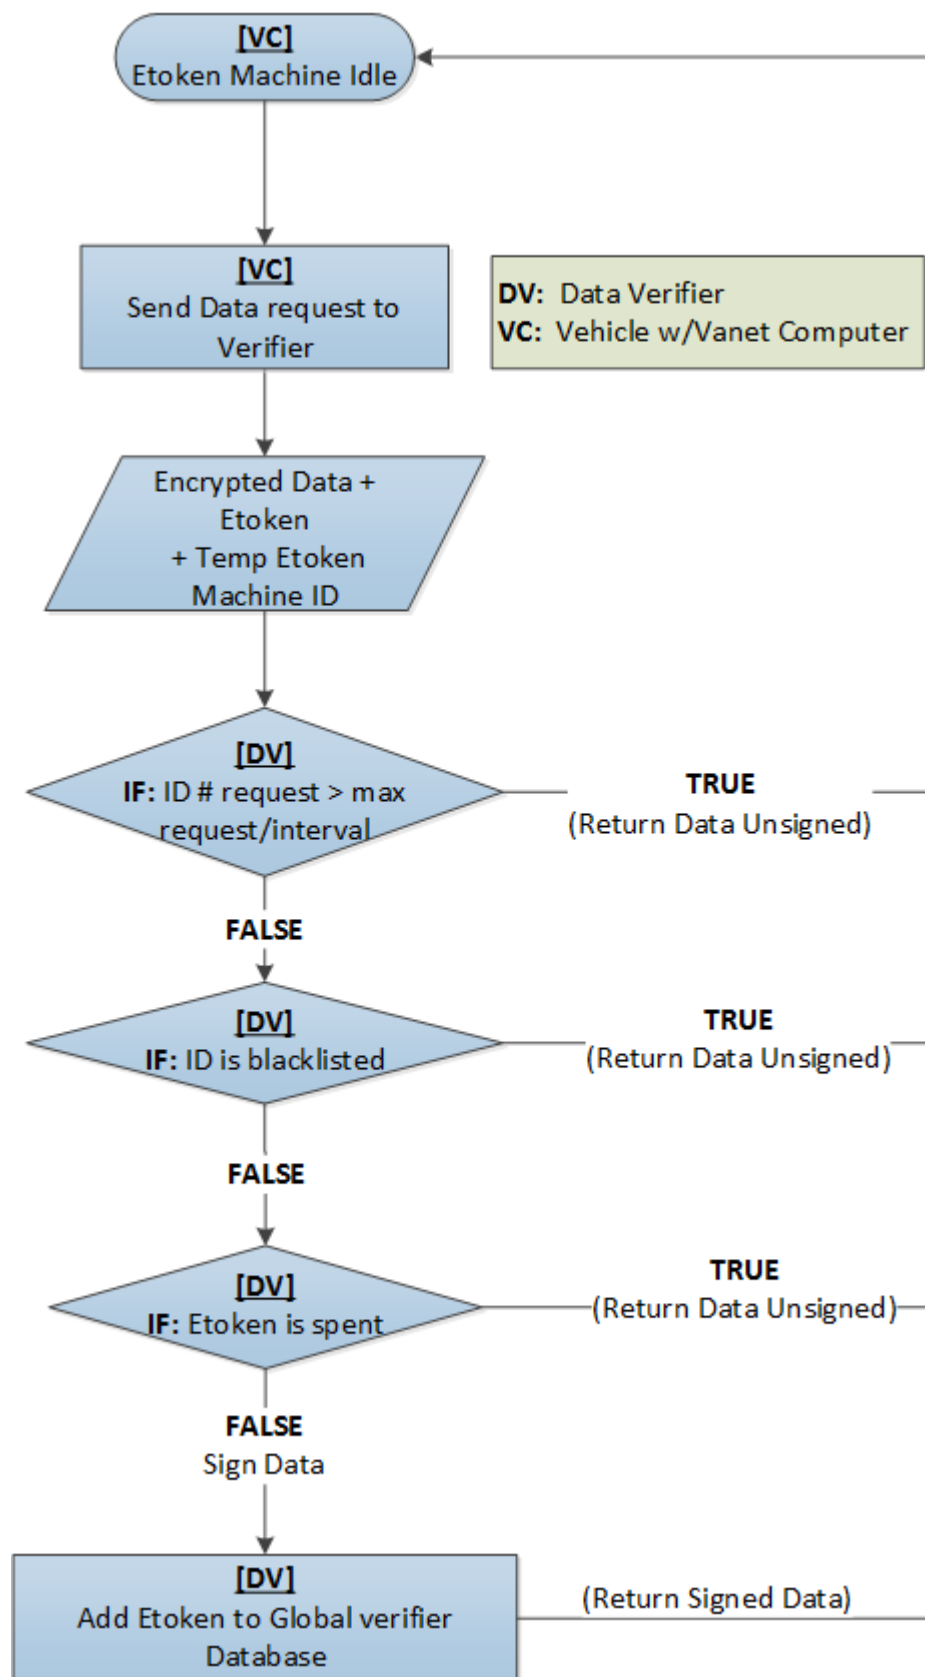 [VC]
Etoken Machine Idle
[VC]
Send Data request to
Verifier
DV: Data Verifier
VC: Vehicle w/Vanet Computer
Encrypted Data +
Etoken
+ Temp Etoken
Machine ID
[DV]
IF: ID # request > max
request/interval
TRUE
(Return Data Unsigned)
FALSE
[DV]
IF: ID is blacklisted
TRUE
(Return Data Unsigned)
FALSE
[DV]
IF: Etoken is spent
TRUE
(Return Data Unsigned)
FALSE
Sign Data
[DV]
Add Etoken to Global verifier
Database
(Return Signed Data)